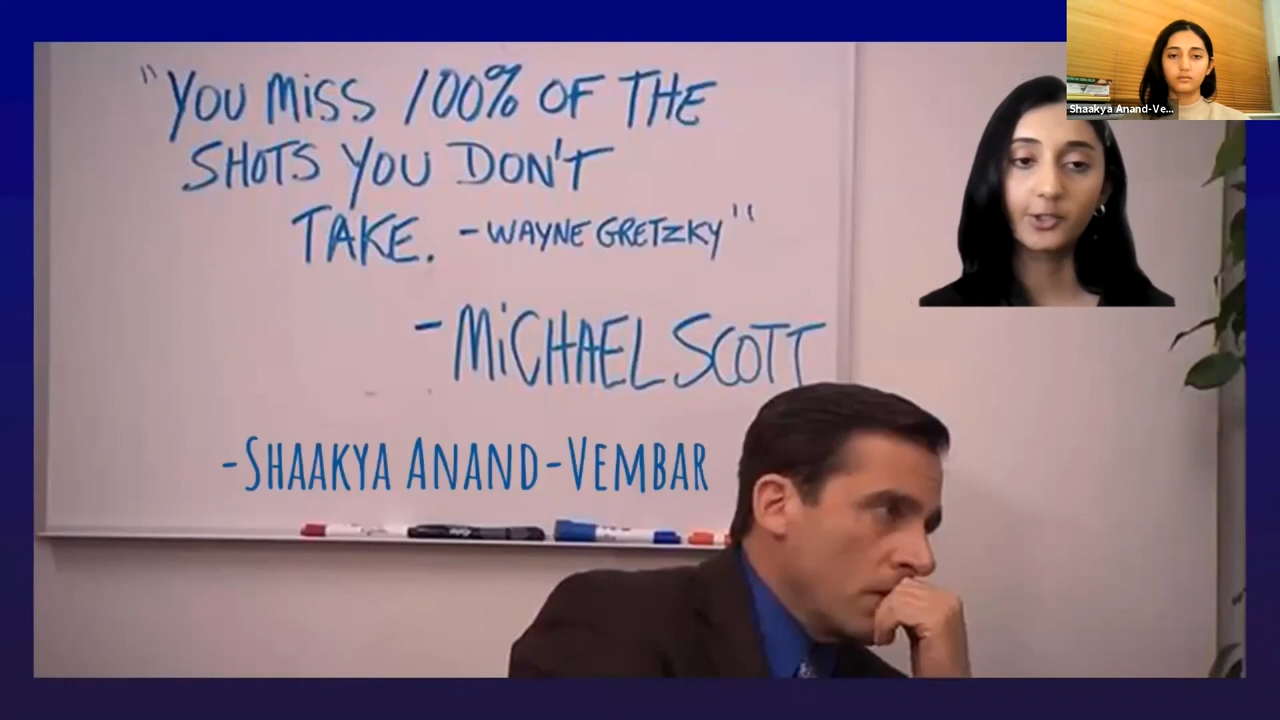 "YOU MiSS 100% OF THE
SHOTS YOU DON'T
TAKE. - WAYNE GRETZKY"
- MiCHAEL SCOTT
-SHAAKYA ANAND-VEMBAR
Shaakya Anand-Ve...